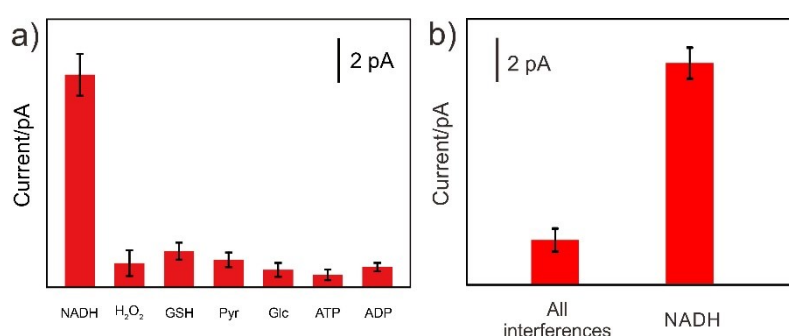 a)
2 pA
Current/pA
NADH H₂O₂ GSH Pyr Glc ATP ADP
b)
2 pA
Current/pA
All
interferences
NADH